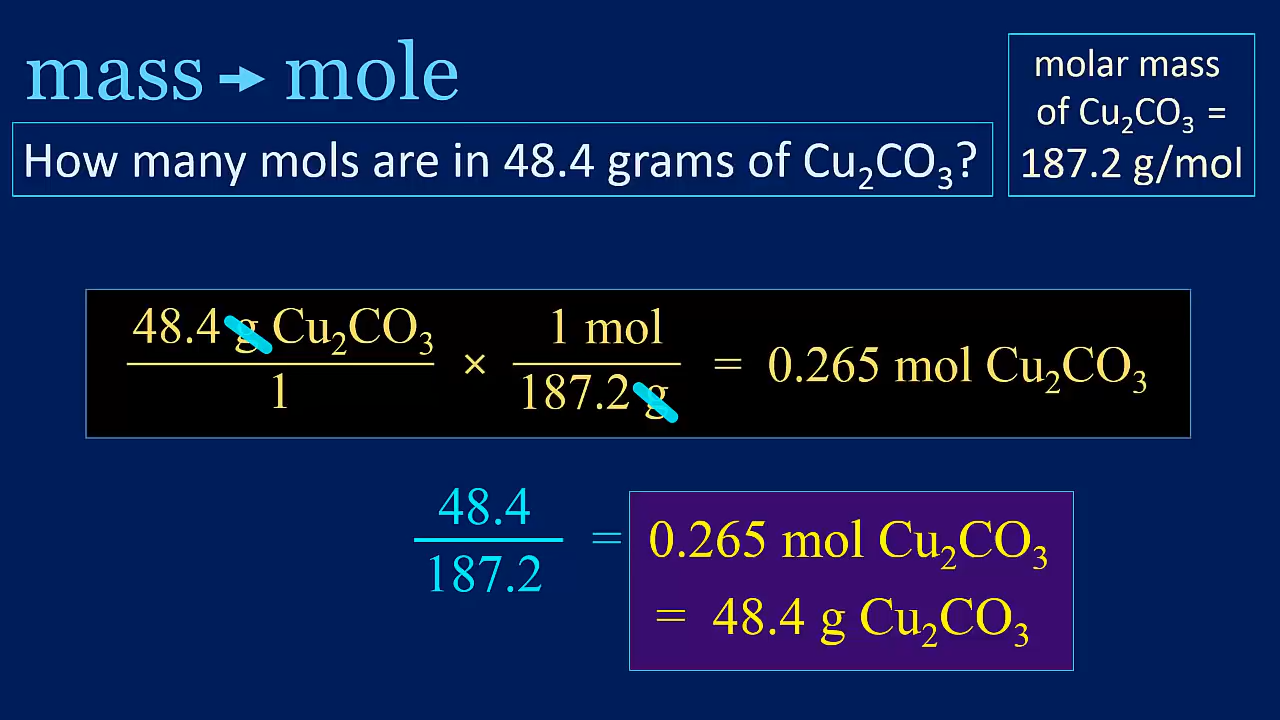 mass → mole
molar mass
of Cu₂CO₃ =
187.2 g/mol
How many mols are in 48.4 grams of Cu₂CO₃?
48.4 g Cu₂CO₃
1
×
1 mol
187.2 g
= 0.265 mol Cu₂CO₃
48.4
187.2
=
0.265 mol Cu₂CO₃
= 48.4 g Cu₂CO₃